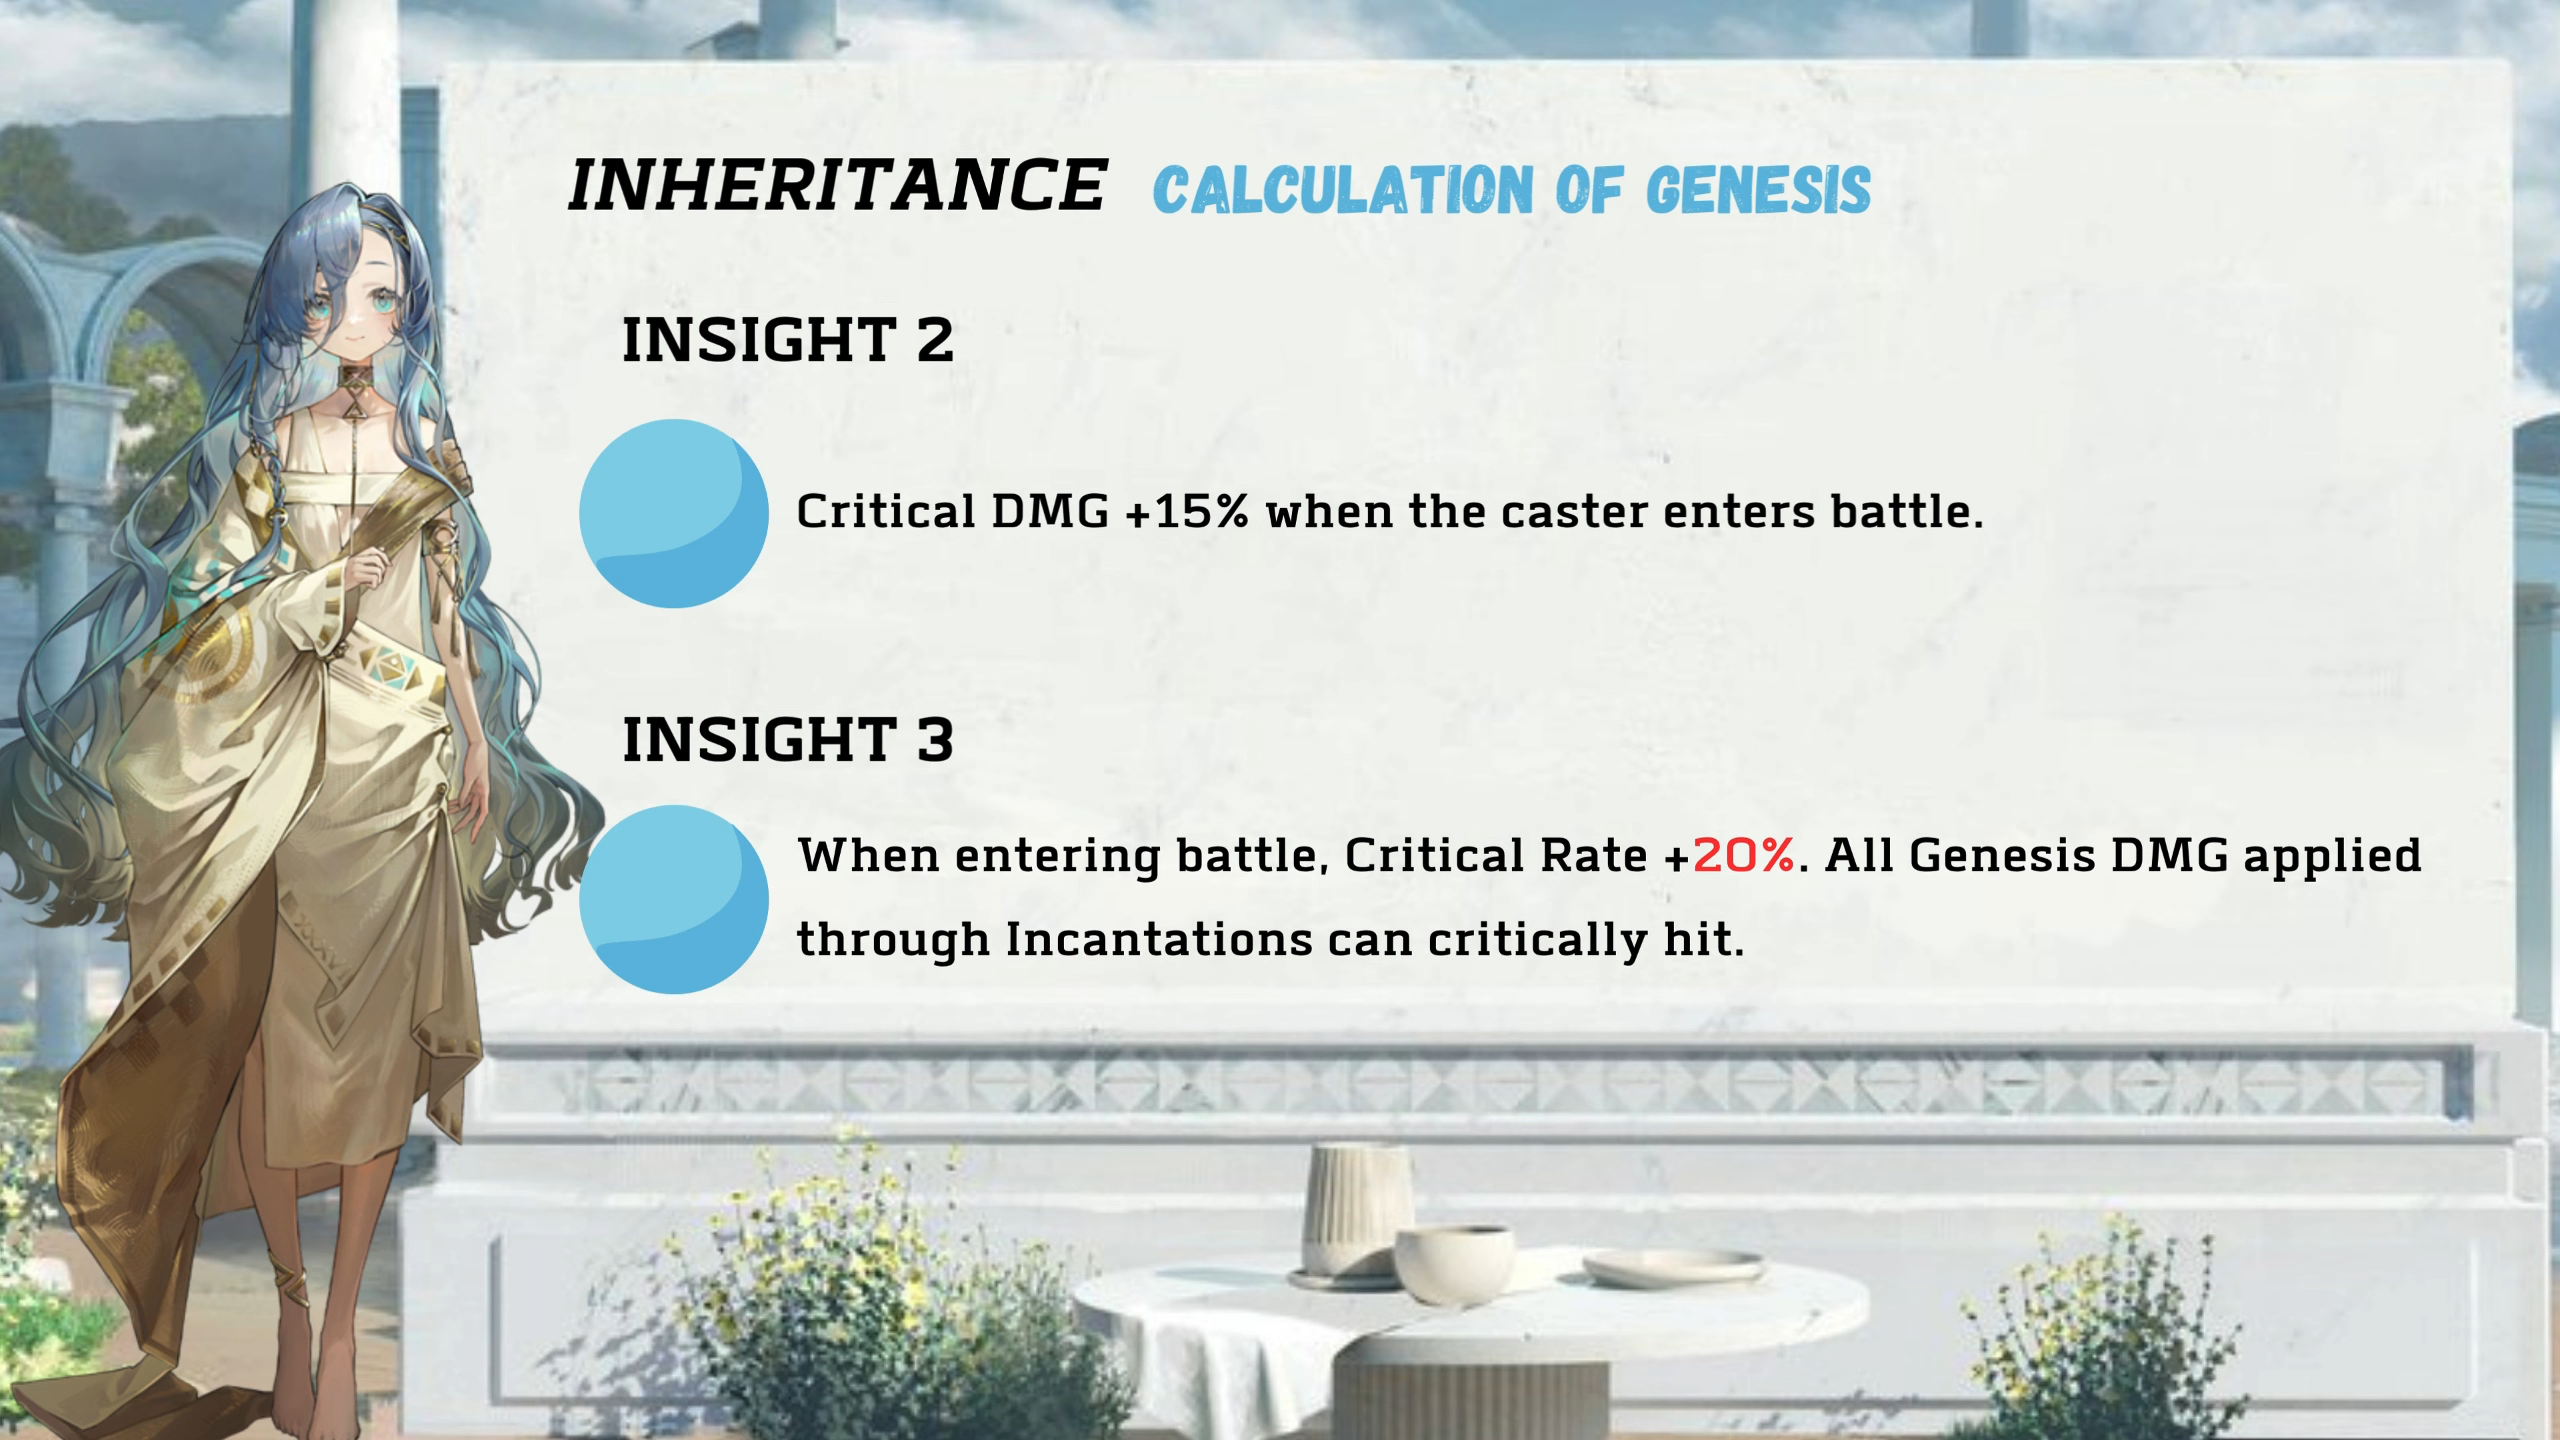 INHERITANCE CALCULATION OF GENESIS
INSIGHT 2
Critical DMG +15% when the caster enters battle.
INSIGHT 3
When entering battle, Critical Rate +20%. All Genesis DMG applied
through Incantations can critically hit.